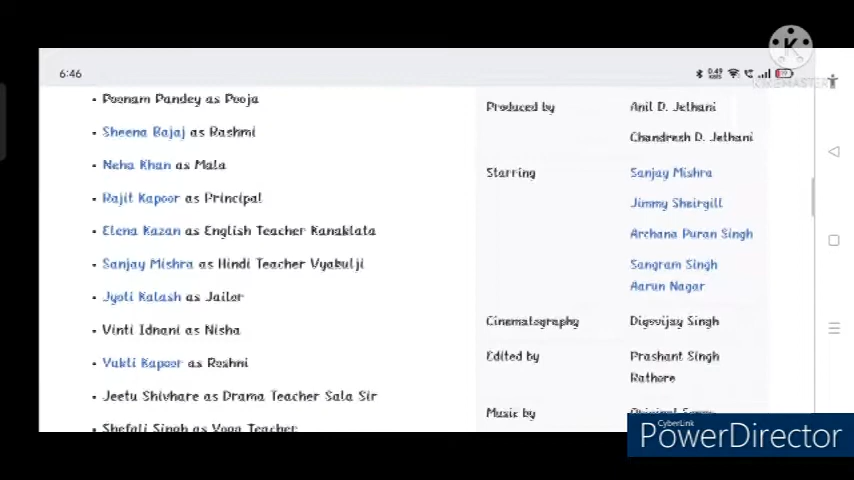 6:46
Poonam Pandey as Pooja
Sheena Bajaj as Rashmi
Neha Khan as Mala
Rajit Kapoor as Principal
Elena Kazan as English Teacher Kanaklata
Sanjay Mishra as Hindi Teacher Vyakulji
Jyoti Kalash as Jailor
Vinti Idnani as Nisha
Yukti Kapoor as Roshni
Jeetu Shivhare as Drama Teacher Sala Sir
Shefali Singh as Yoga Teacher
Produced by
Anil D. Jethani
Chandresh D. Jethani
Starring
Sanjay Mishra
Jimmy Sheirgill
Archana Puran Singh
Sangram Singh
Aarun Nagar
Cinematography
Digvijay Singh
Edited by
Prashant Singh
Rathore
Music by
KINEMASTER
CyberLink
PowerDirector